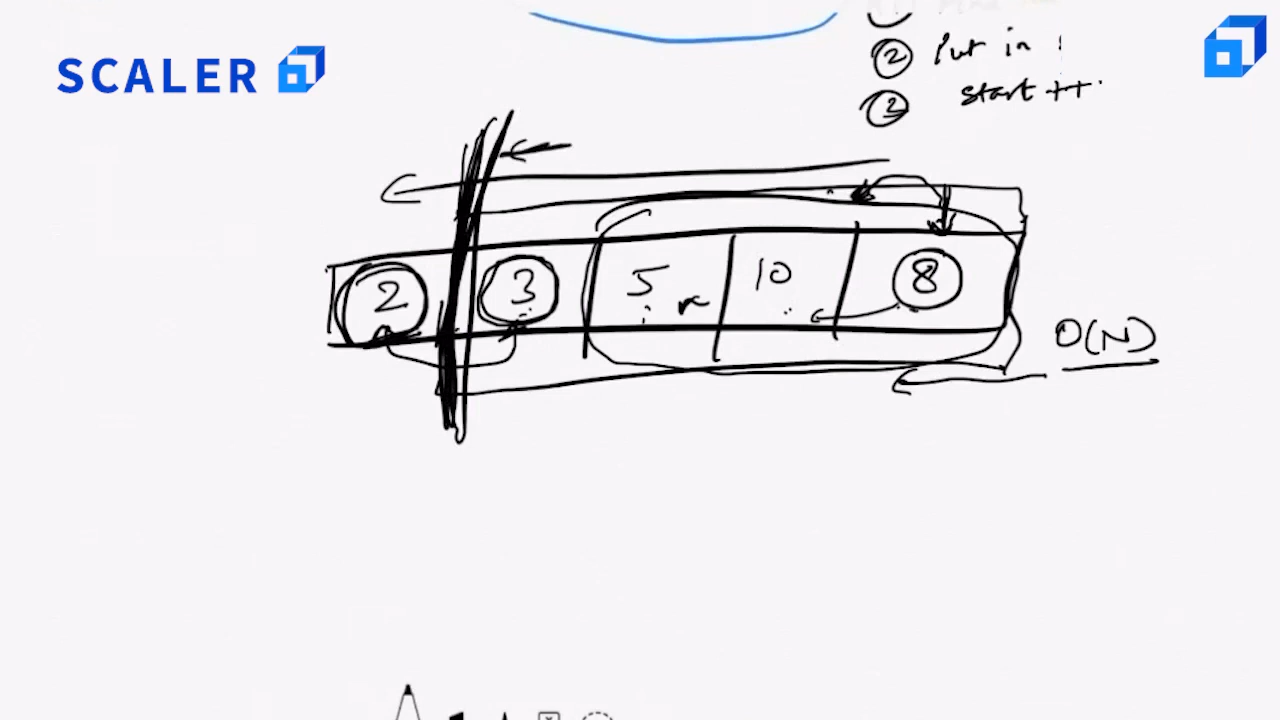 SCALER
② Put in
② start ++
2 3 5 10 8
O(N)